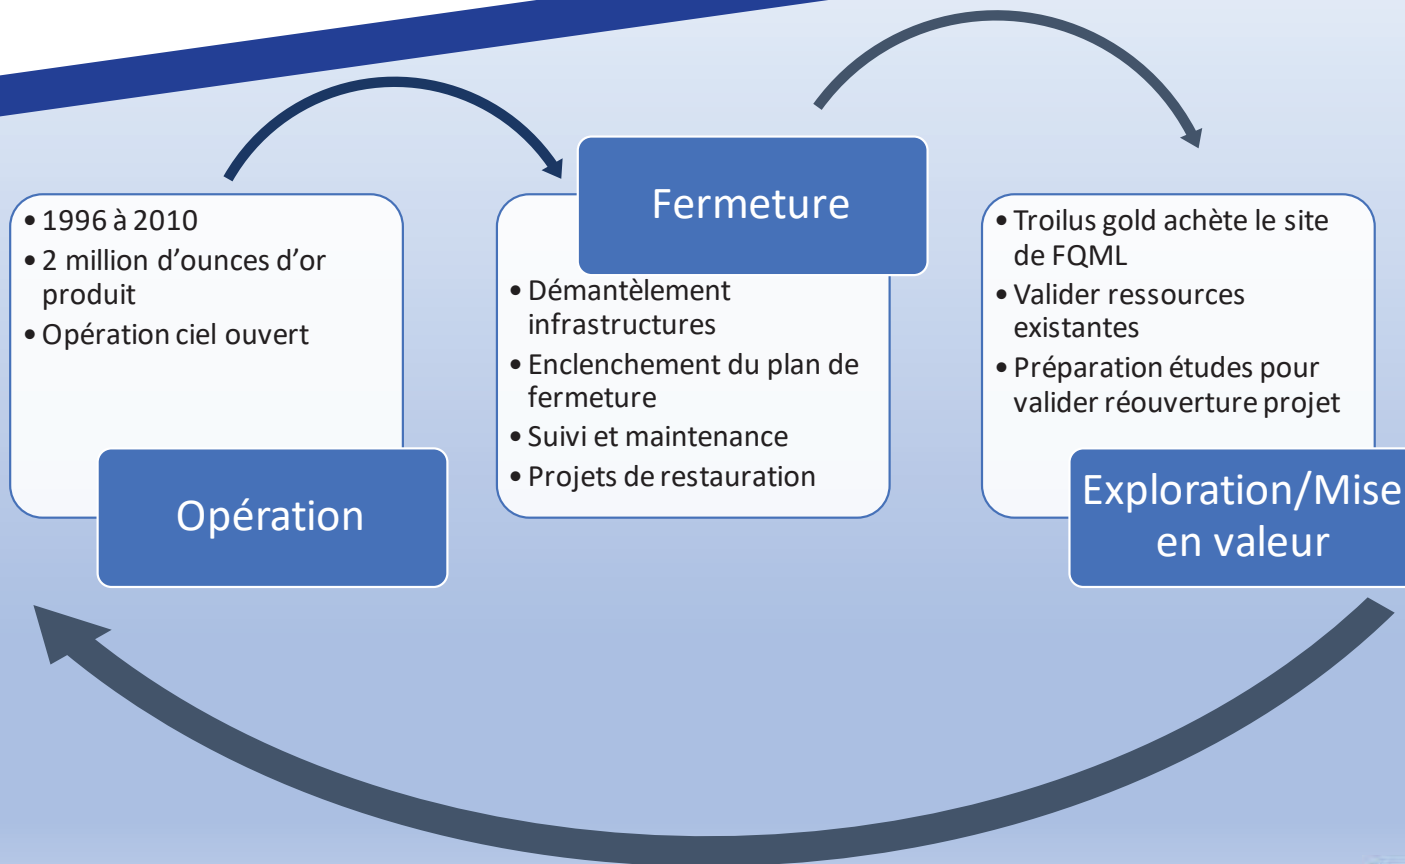 • 1996 à 2010
• 2 million d’ounces d’or
produit
• Opération ciel ouvert
Opération
Fermeture
• Démantèlement
infrastructures
• Enclenchement du plan de
fermeture
• Suivi et maintenance
• Projets de restauration
• Troilus gold achète le site
de FQML
• Valider ressources
existantes
• Préparation études pour
valider réouverture projet
Exploration/Mise
en valeur